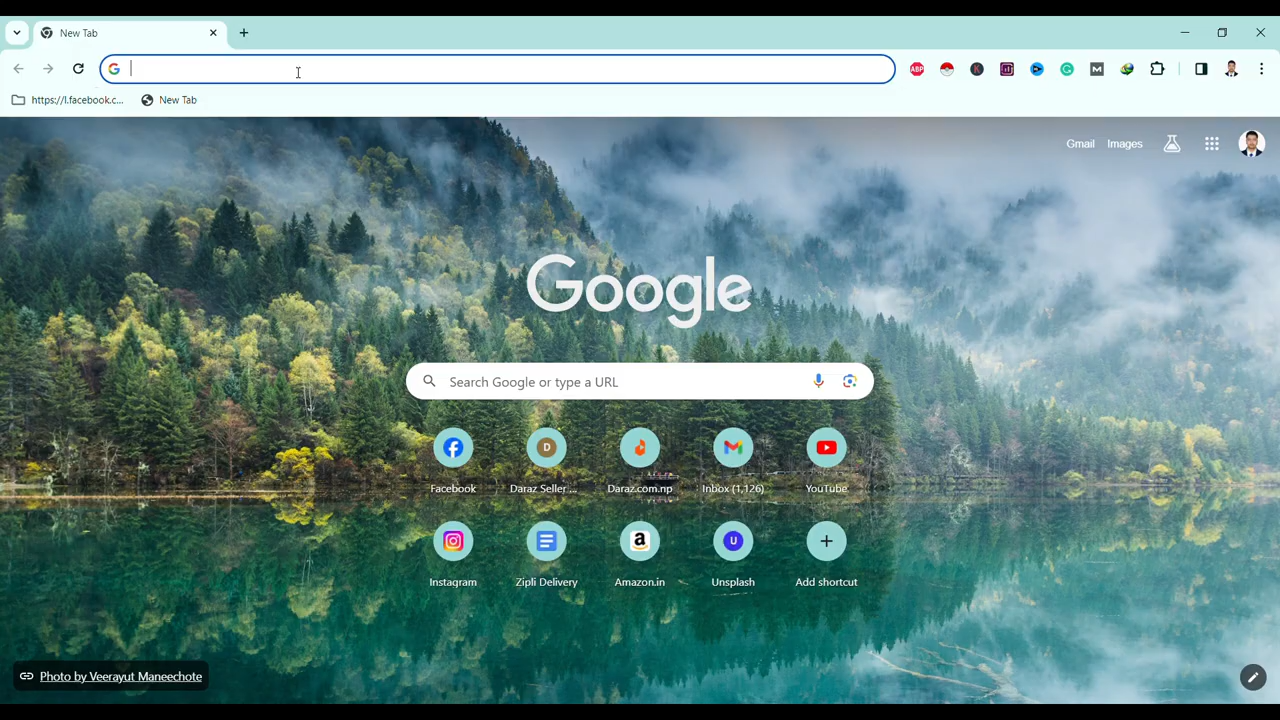 New Tab
https://l.facebook.c...
New Tab
ABP
Gmail Images
Google
Search Google or type a URL
Facebook Daraz Seller ... Daraz.com.np Inbox (1,126) YouTube
Instagram Zipli Delivery Amazon.in Unsplash Add shortcut
Photo by Veerayut Maneechote